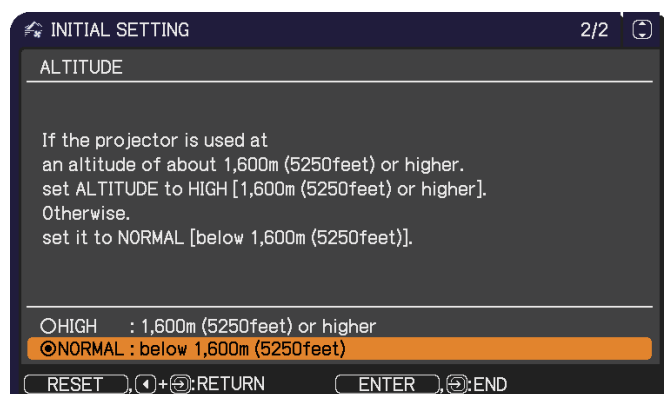 INITIAL SETTING 2/2
ALTITUDE
If the projector is used at
an altitude of about 1,600m (5250feet) or higher.
set ALTITUDE to HIGH [1,600m (5250feet) or higher].
Otherwise.
set it to NORMAL [below 1,600m (5250feet)].
HIGH : 1,600m (5250feet) or higher
NORMAL : below 1,600m (5250feet)
RESET ,+:RETURN ENTER ,:END